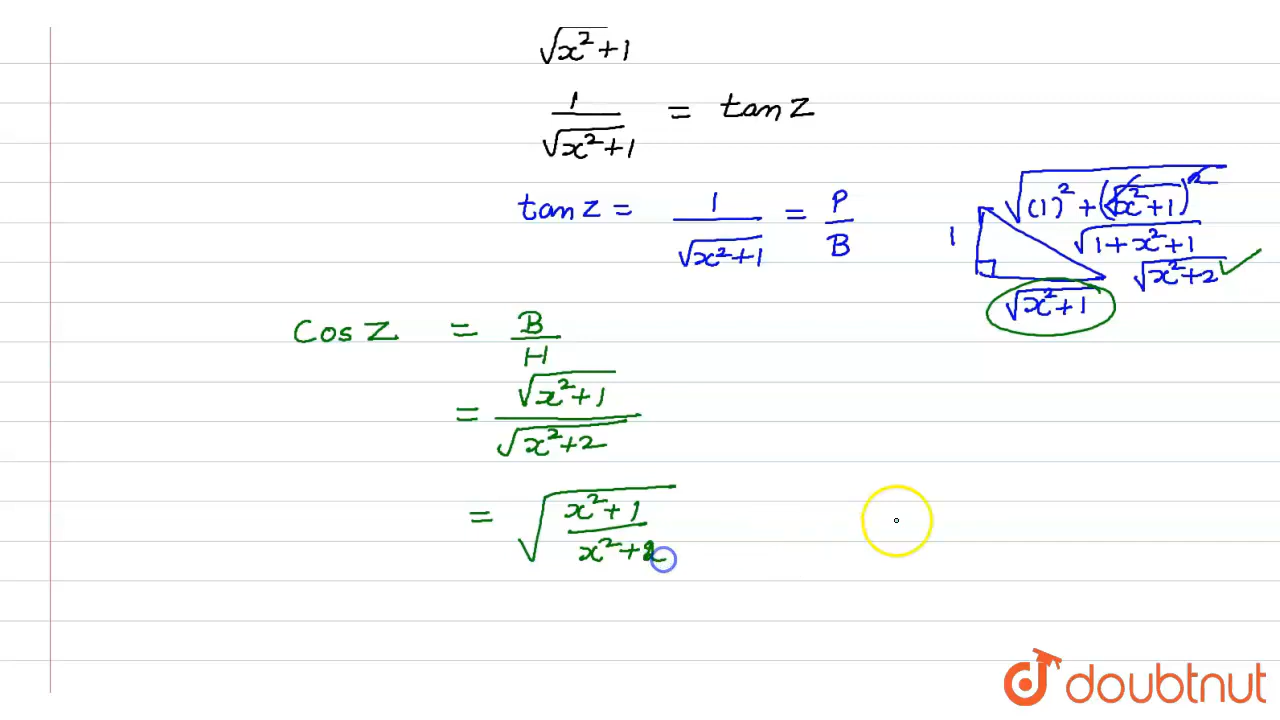 √x²+1
1/√x²+1 = tan Z
tan Z = 1/√x²+1 = P/B
√(1)²+(√x²+1)²
1
√1+x²+1
√x²+2 ✓
√x²+1
Cos Z = B/H
= √x²+1/√x²+2
= √(x²+1/x²+2)
doubtnut